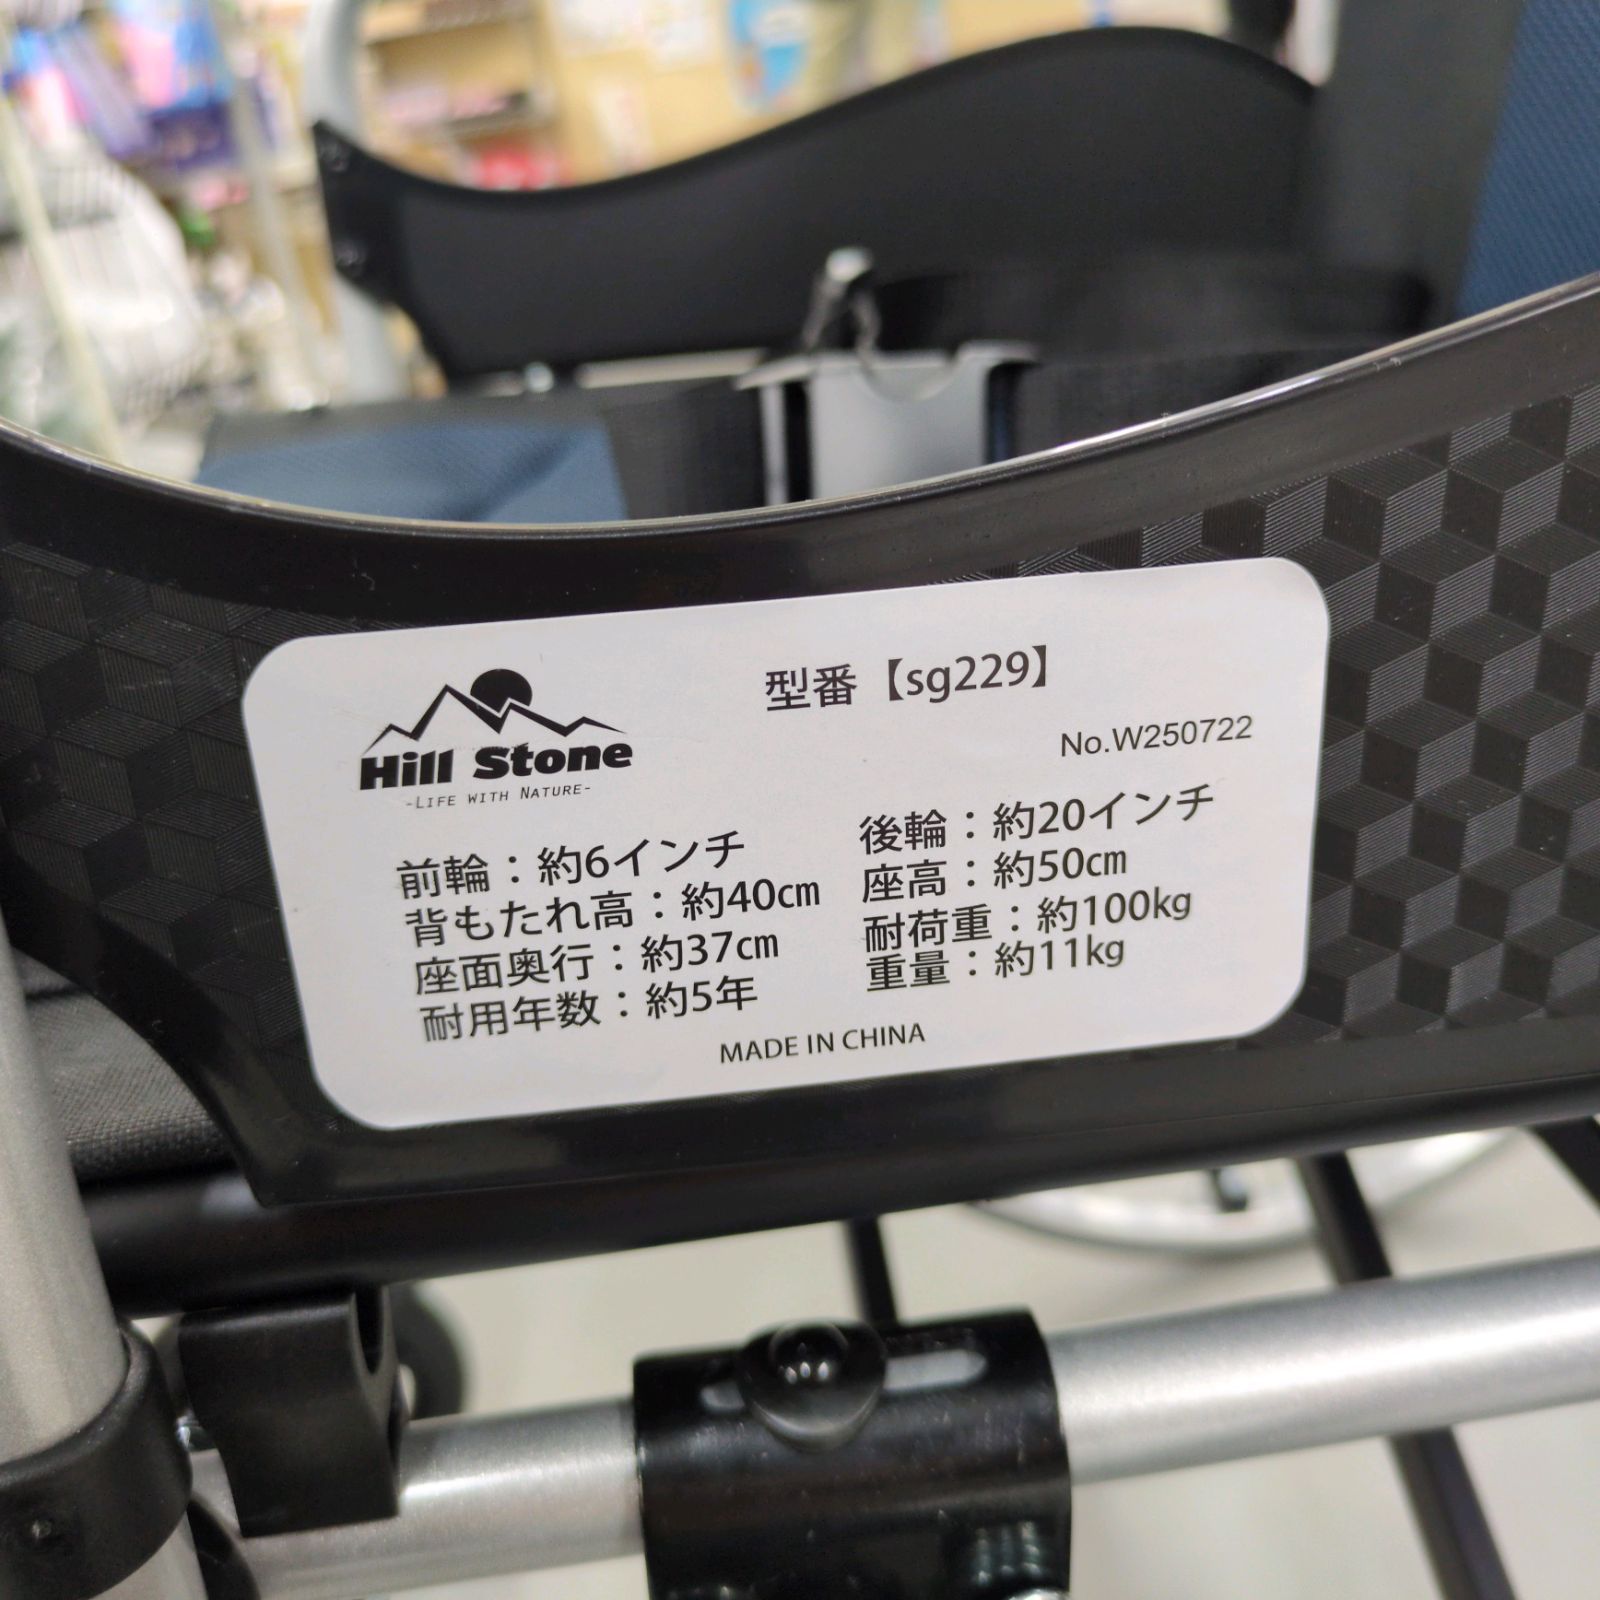 Hill Stone
-LIFE WITH NATURE-
型番【sg229】
No.W250722
前輪：約6インチ
背もたれ高：約40㎝
座面奥行：約37㎝
耐用年数：約5年
後輪：約20インチ
座高：約50㎝
耐荷重：約100㎏
重量：約11㎏
MADE IN CHINA